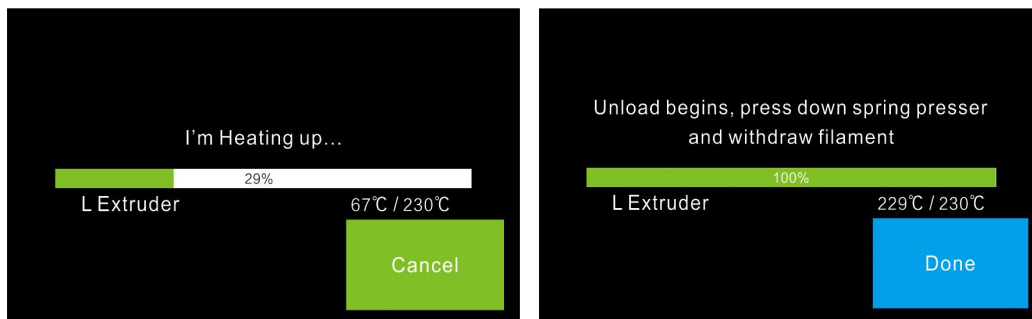 I'm Heating up...
29%
L Extruder
67℃ / 230℃
Cancel
Unload begins, press down spring presser
and withdraw filament
100%
L Extruder
229℃ / 230℃
Done